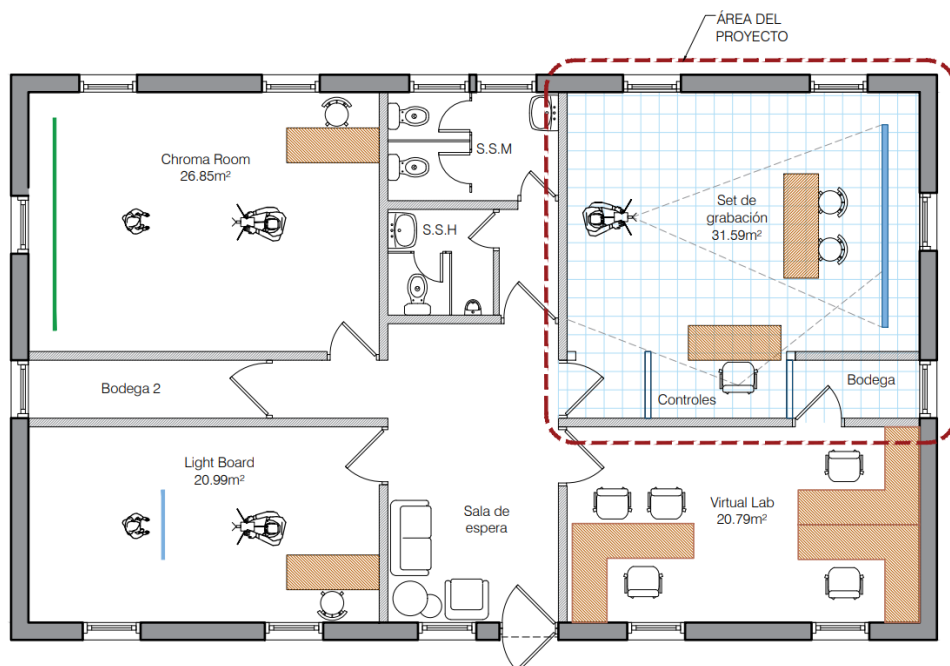 ÁREA DEL
PROYECTO
Chroma Room
26.85m²
S.S.M
S.S.H
Set de
grabación
31.59m²
Bodega 2
Controles
Bodega
Light Board
20.99m²
Sala de
espera
Virtual Lab
20.79m²